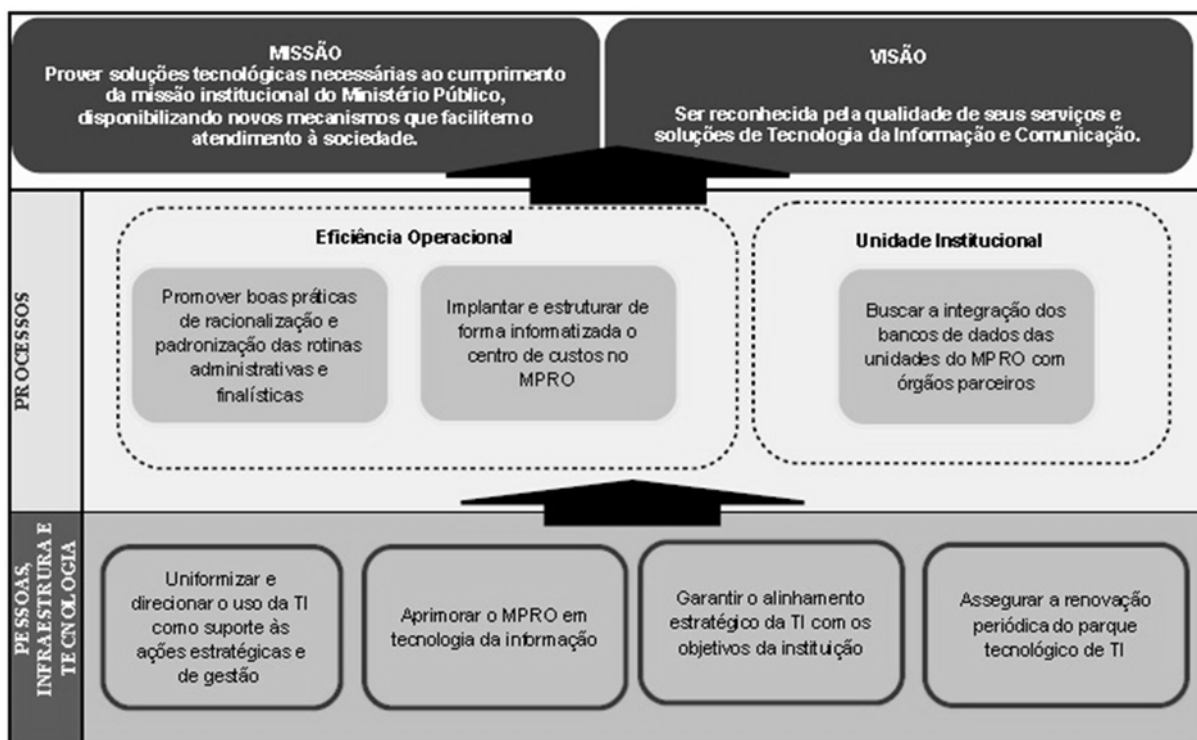 MISSÃO
Prover soluções tecnológicas necessárias ao cumprimento
da missão institucional do Ministério Público,
disponibilizando novos mecanismos que facilitem o
atendimento à sociedade.
VISÃO
Ser reconhecida pela qualidade de seus serviços e
soluções de Tecnologia da Informação e Comunicação.
PROCESSOS
Eficiência Operacional
Promover boas práticas
de racionalização e
padronização das rotinas
administrativas e
finalísticas
Implantar e estruturar de
forma informatizada o
centro de custos no
MPRO
Unidade Institucional
Buscar a integração dos
bancos de dados das
unidades do MPRO com
órgãos parceiros
PESSOAS,
INFRAESTRURA E
TECNOLOGIA
Uniformizar e
direcionar o uso da TI
como suporte às
ações estratégicas e
de gestão
Aprimorar o MPRO em
tecnologia da informação
Garantir o alinhamento
estratégico da TI com os
objetivos da instituição
Assegurar a renovação
periódica do parque
tecnológico de TI